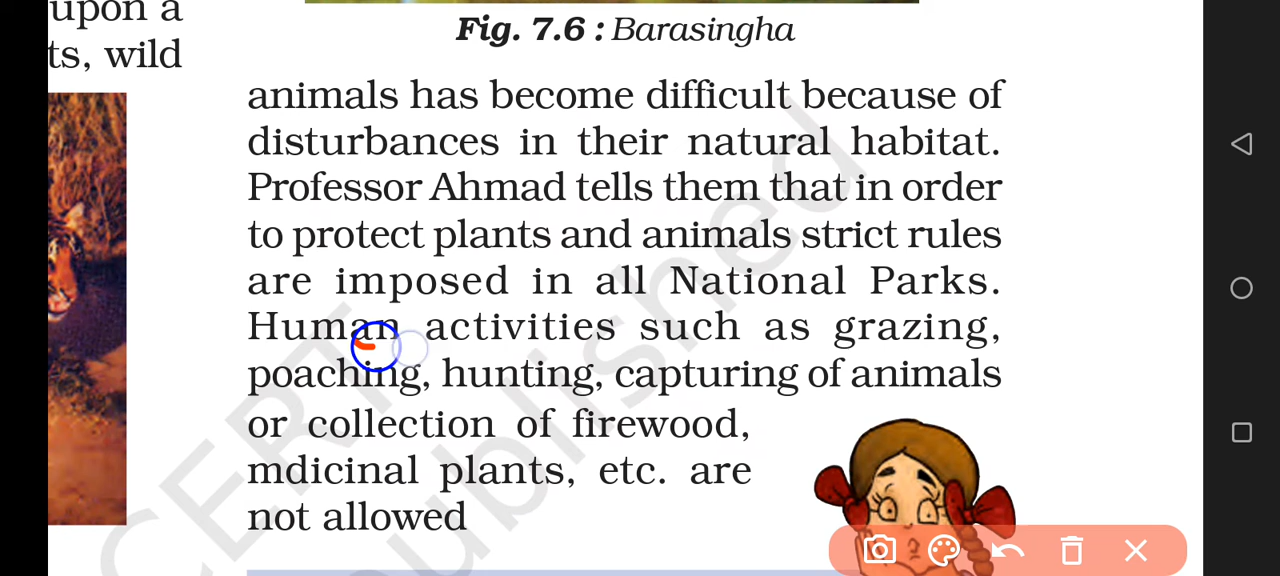 upon a
ts, wild
Fig. 7.6 : Barasingha
animals has become difficult because of
disturbances in their natural habitat.
Professor Ahmad tells them that in order
to protect plants and animals strict rules
are imposed in all National Parks.
Human activities such as grazing,
poaching, hunting, capturing of animals
or collection of firewood,
mdicinal plants, etc. are
not allowed